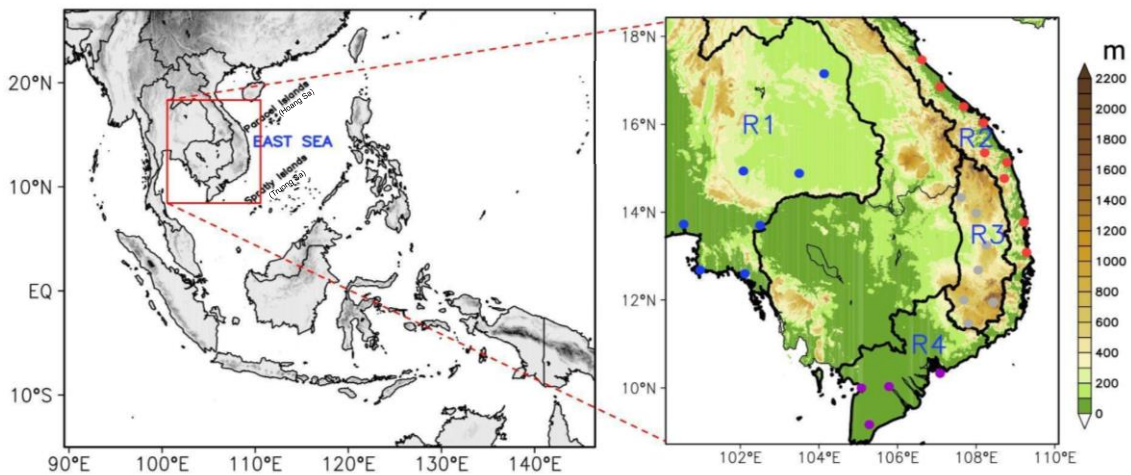 20°N
10°N
EQ
10°S
90°E
100°E
110°E
120°E
130°E
140°E
Paracel Islands
(Hoang Sa)
EAST SEA
Spratly Islands
(Truong Sa)
18°N
16°N
14°N
12°N
10°N
102°E
104°E
106°E
108°E
110°E
R1
R2
R3
R4
m
2200
2000
1800
1600
1400
1200
1000
800
600
400
200
0